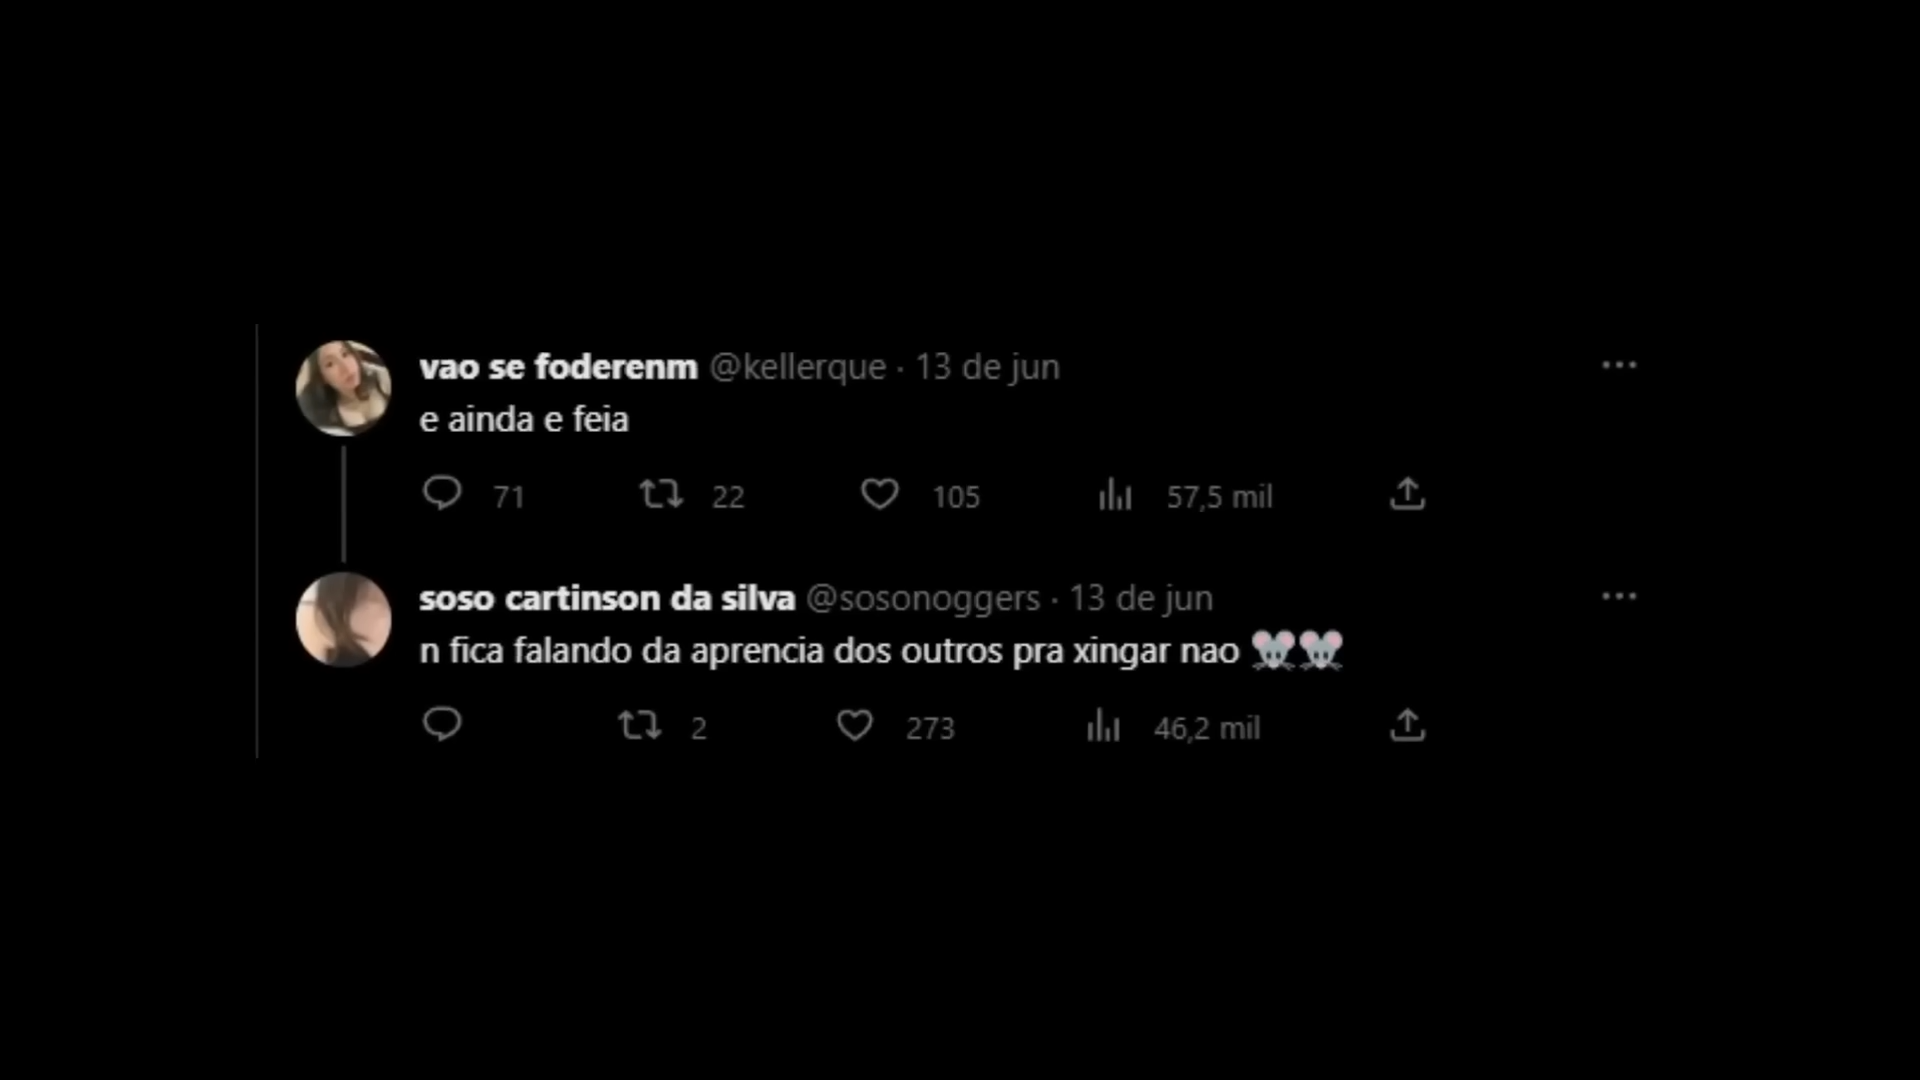 vao se foderenm @kellerque · 13 de jun
e ainda e feia
71 22 105 57,5 mil
soso cartinson da silva @sosonoggers · 13 de jun
n fica falando da aprencia dos outros pra xingar nao 🐭🐭
2 273 46,2 mil